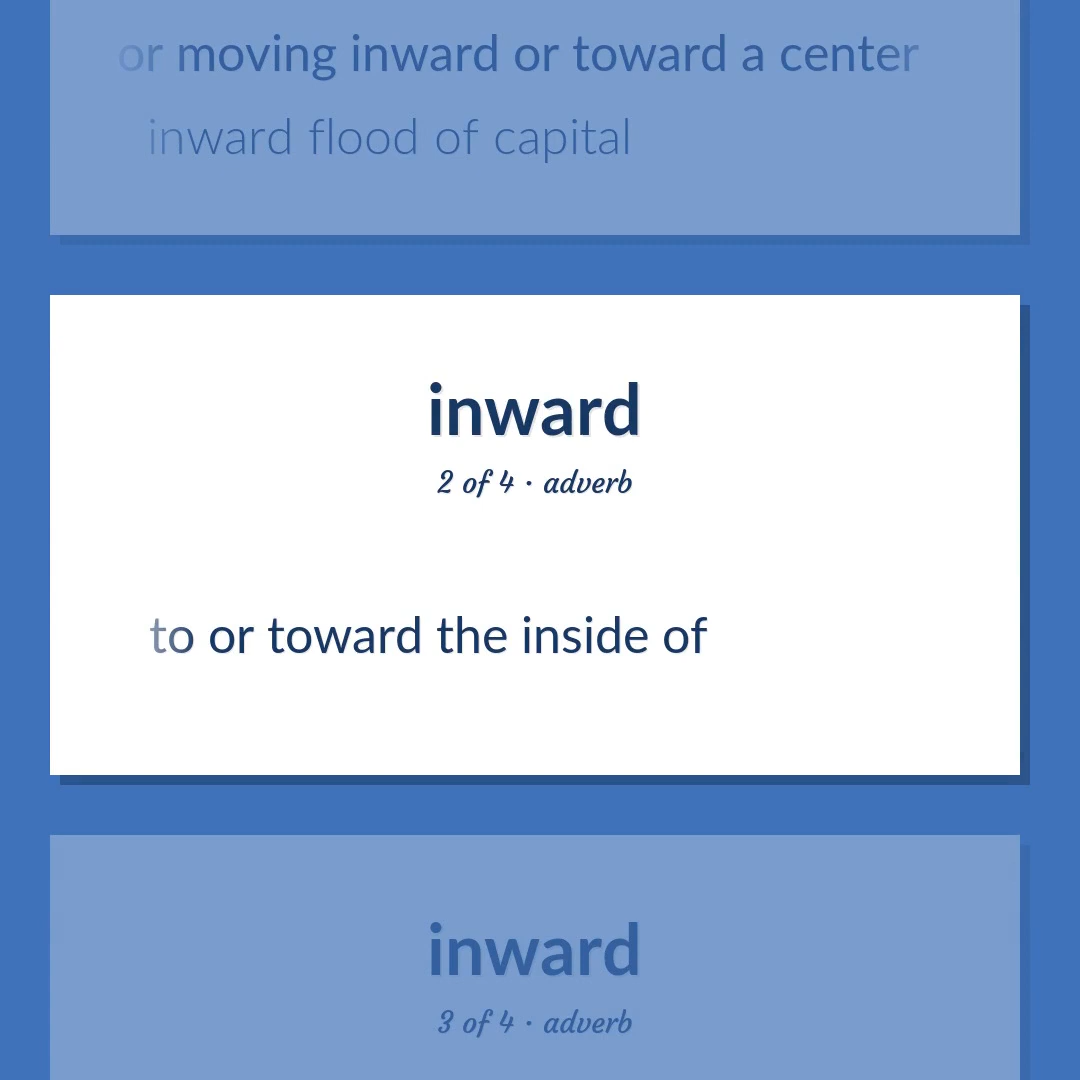 or moving inward or toward a center
inward flood of capital
inward
2 of 4 · adverb
to or toward the inside of
inward
3 of 4 · adverb